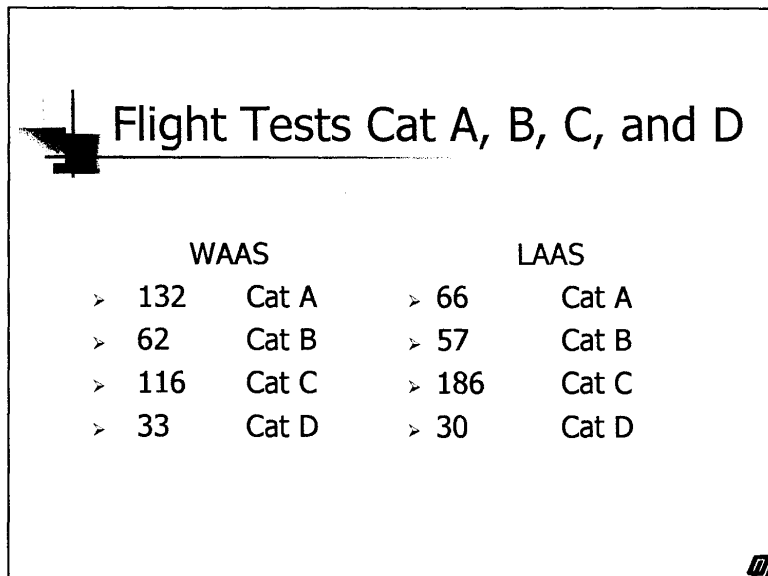 Flight Tests Cat A, B, C, and D
WAAS LAAS
➢ 132 Cat A ➢ 66 Cat A
➢ 62 Cat B ➢ 57 Cat B
➢ 116 Cat C ➢ 186 Cat C
➢ 33 Cat D ➢ 30 Cat D